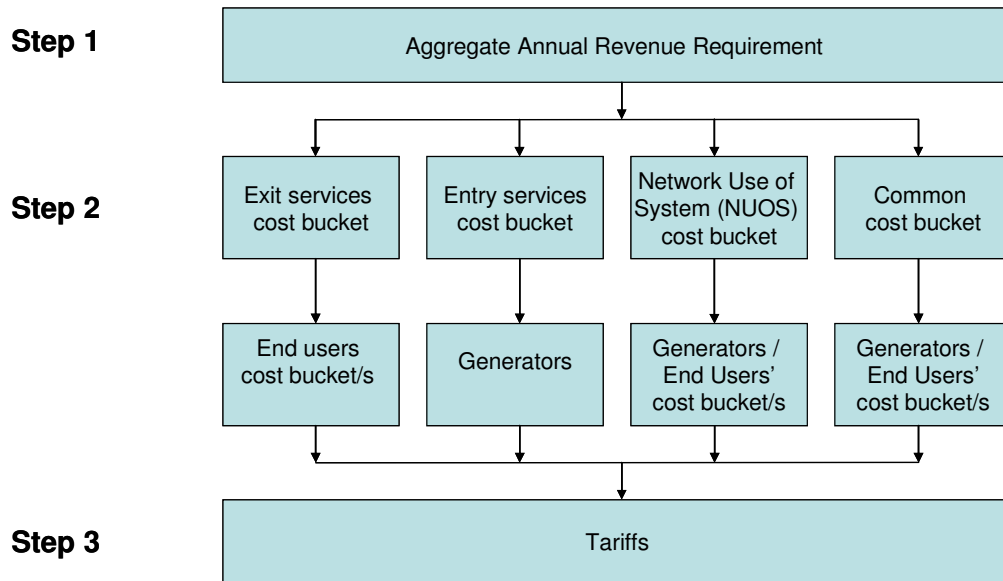 Step 1
Aggregate Annual Revenue Requirement
Step 2
Exit services
cost bucket
Entry services
cost bucket
Network Use of
System (NUOS)
cost bucket
Common
cost bucket
End users
cost bucket/s
Generators
Generators /
End Users’
cost bucket/s
Generators /
End Users’
cost bucket/s
Step 3
Tariffs